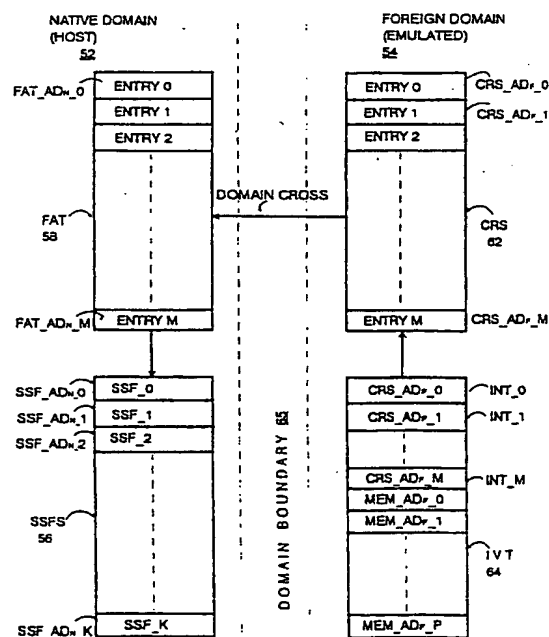 NATIVE DOMAIN
(HOST)
52
FOREIGN DOMAIN
(EMULATED)
54
FAT_ADN_0
ENTRY 0
ENTRY 1
ENTRY 2
FAT
58
FAT_ADN_M
ENTRY M
DOMAIN CROSS
ENTRY 0
CRS_ADF_0
ENTRY 1
CRS_ADF_1
ENTRY 2
CRS
62
ENTRY M
CRS_ADF_M
SSF_ADN_0
SSF_0
SSF_ADN_1
SSF_1
SSF_ADN_2
SSF_2
SSFS
56
SSF_ADN_K
SSF_K
DOMAIN BOUNDARY 65
CRS_ADF_0
INT_0
CRS_ADF_1
INT_1
CRS_ADF_M
INT_M
MEM_ADF_0
MEM_ADF_1
IVT
64
MEM_ADF_P